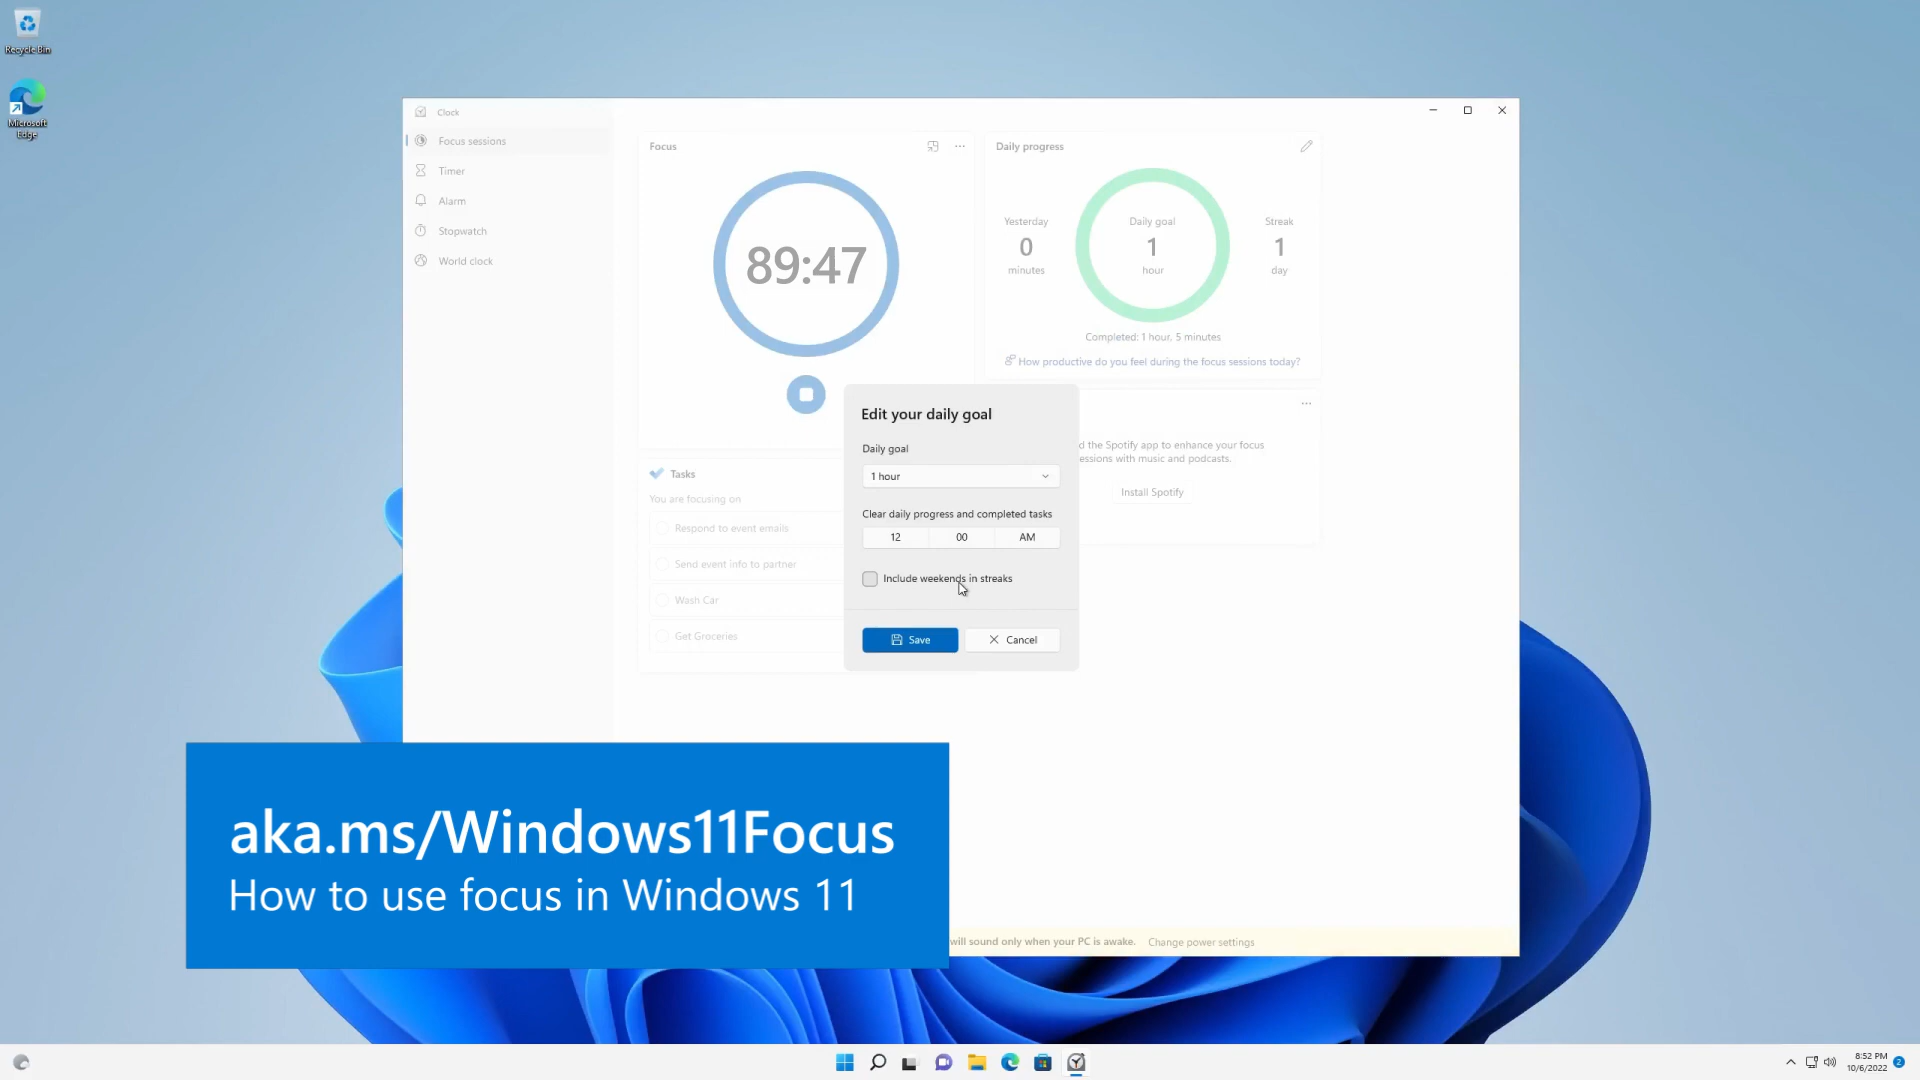 Recycle Bin
Microsoft
Edge
Clock
Focus sessions
Timer
Alarm
Stopwatch
World clock
Focus
89:47
Daily progress
Yesterday
0
minutes
Daily goal
1
hour
Streak
1
day
Completed: 1 hour, 5 minutes
How productive do you feel during the focus sessions today?
Tasks
You are focusing on
Respond to event emails
Send event info to partner
Wash Car
Get Groceries
Edit your daily goal
Daily goal
1 hour
Clear daily progress and completed tasks
12 00 AM
Include weekends in streaks
Save
Cancel
d the Spotify app to enhance your focus
essions with music and podcasts.
Install Spotify
aka.ms/Windows11Focus
How to use focus in Windows 11
will sound only when your PC is awake. Change power settings
8:52 PM
10/6/2022
2